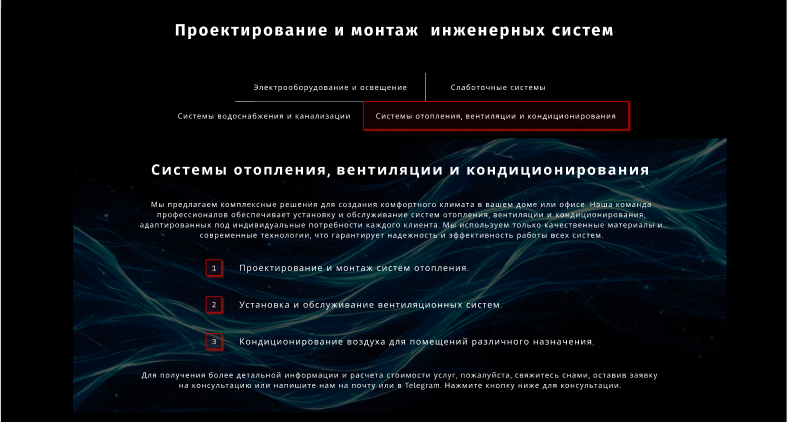 Проектирование и монтаж инженерных систем
Электрооборудование и освещение
Слаботочные системы
Системы водоснабжения и канализации
Системы отопления, вентиляции и кондиционирования
Системы отопления, вентиляции и кондиционирования
Мы предлагаем комплексные решения для создания комфортного климата в вашем доме или офисе. Наша команда
профессионалов обеспечивает установку и обслуживание систем отопления, вентиляции и кондиционирования,
адаптированных под индивидуальные потребности каждого клиента. Мы используем только качественные материалы и
современные технологии, что гарантирует надежность и эффективность работы всех систем.
1 Проектирование и монтаж систем отопления.
2 Установка и обслуживание вентиляционных систем.
3 Кондиционирование воздуха для помещений различного назначения.
Для получения более детальной информации и расчета стоимости услуг, пожалуйста, свяжитесь снами, оставив заявку
на консультацию или напишите нам на почту или в Telegram. Нажмите кнопку ниже для консультации.